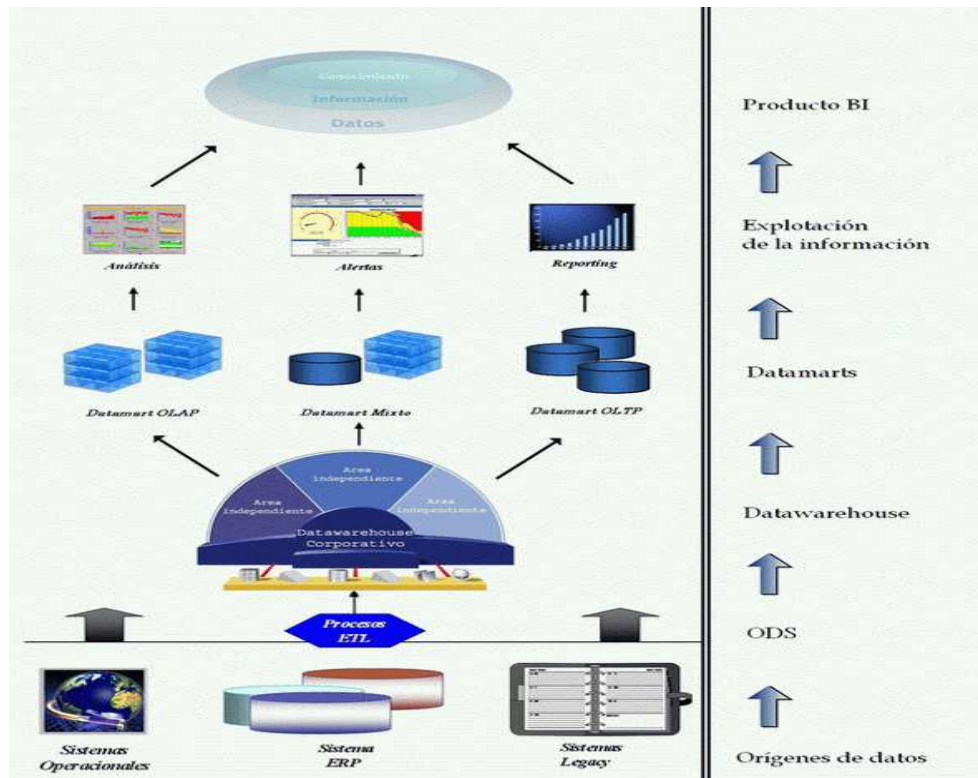 Conocimiento
Información
Datos
Análisis
Alertas
Reporting
Datamart OLAP
Datamart Mixto
Datamart OLTP
Area
independiente
Area
independiente
Area
independiente
Datawarehouse
Corporativo
Procesos
ETL
Sistemas
Operacionales
Sistema
ERP
Sistemas
Legacy
Producto BI
Explotación
de la información
Datamarts
Datawarehouse
ODS
Orígenes de datos